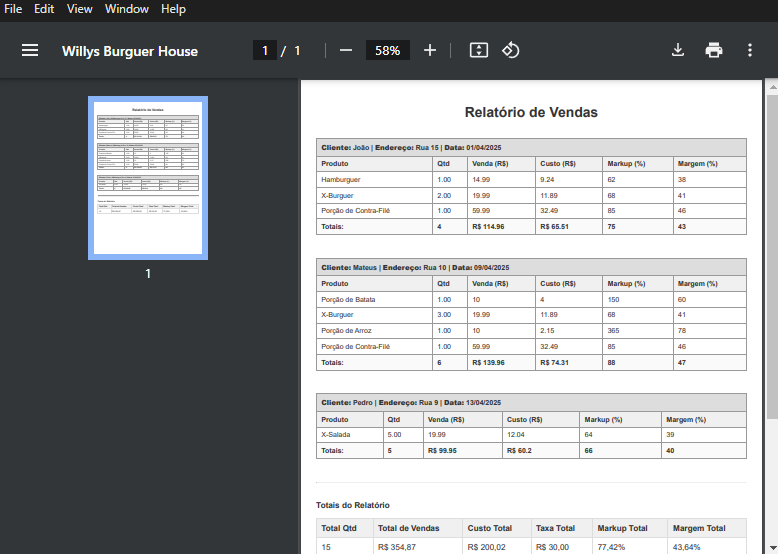 File Edit View Window Help
Willys Burguer House 1 / 1 58%
1
Relatório de Vendas
Cliente: João | Endereço: Rua 15 | Data: 01/04/2025
Produto Qtd Venda (R$) Custo (R$) Markup (%) Margem (%)
Hamburguer 1.00 14.99 9.24 62 38
X-Burguer 2.00 19.99 11.89 68 41
Porção de Contra-Filé 1.00 59.99 32.49 85 46
Totais: 4 R$ 114.96 R$ 65.51 75 43
Cliente: Mateus | Endereço: Rua 10 | Data: 09/04/2025
Produto Qtd Venda (R$) Custo (R$) Markup (%) Margem (%)
Porção de Batata 1.00 10 4 150 60
X-Burguer 3.00 19.99 11.89 68 41
Porção de Arroz 1.00 10 2.15 365 78
Porção de Contra-Filé 1.00 59.99 32.49 85 46
Totais: 6 R$ 139.96 R$ 74.31 88 47
Cliente: Pedro | Endereço: Rua 9 | Data: 13/04/2025
Produto Qtd Venda (R$) Custo (R$) Markup (%) Margem (%)
X-Salada 5.00 19.99 12.04 64 39
Totais: 5 R$ 99.95 R$ 60.2 66 40
Totais do Relatório
Total Qtd Total de Vendas Custo Total Taxa Total Markup Total Margem Total
15 R$ 354,87 R$ 200,02 R$ 30,00 77,42% 43,64%